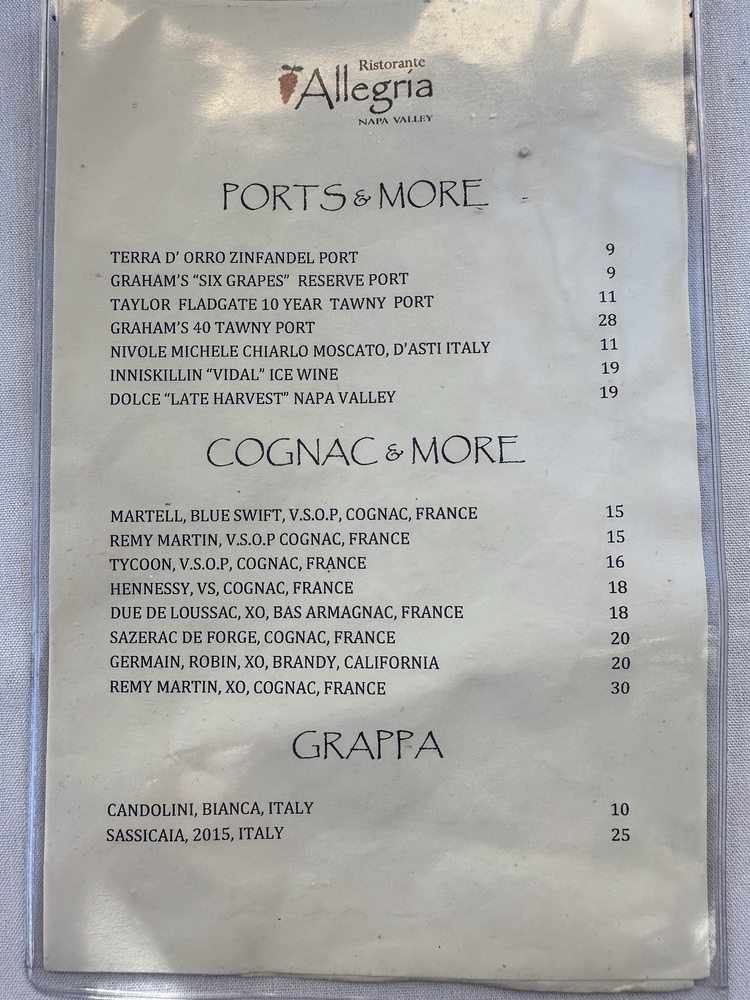 Ristorante
Allegria
NAPA VALLEY
PORTS & MORE
TERRA D' ORRO ZINFANDEL PORT 9
GRAHAM'S "SIX GRAPES" RESERVE PORT 9
TAYLOR FLADGATE 10 YEAR TAWNY PORT 11
GRAHAM'S 40 TAWNY PORT 28
NIVOLE MICHELE CHIARLO MOSCATO, D'ASTI ITALY 11
INNISKILLIN "VIDAL" ICE WINE 19
DOLCE "LATE HARVEST" NAPA VALLEY 19
COGNAC & MORE
MARTELL, BLUE SWIFT, V.S.O.P, COGNAC, FRANCE 15
REMY MARTIN, V.S.O.P COGNAC, FRANCE 15
TYCOON, V.S.O.P, COGNAC, FRANCE 16
HENNESSY, VS, COGNAC, FRANCE 18
DUE DE LOUSSAC, XO, BAS ARMAGNAC, FRANCE 18
SAZERAC DE FORGE, COGNAC, FRANCE 20
GERMAIN, ROBIN, XO, BRANDY, CALIFORNIA 20
REMY MARTIN, XO, COGNAC, FRANCE 30
GRAPPA
CANDOLINI, BIANCA, ITALY 10
SASSICAIA, 2015, ITALY 25